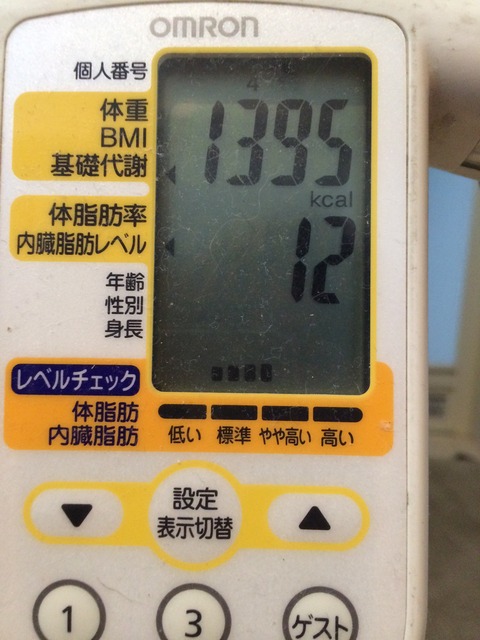 OMRON
個人番号 4
体重
BMI
基礎代謝
1395
kcal
体脂肪率
内臓脂肪レベル
12
年齢
性別
身長
レベルチェック
体脂肪
内臓脂肪
低い 標準 やや高い 高い
設定
表示切替
1 3 ゲスト